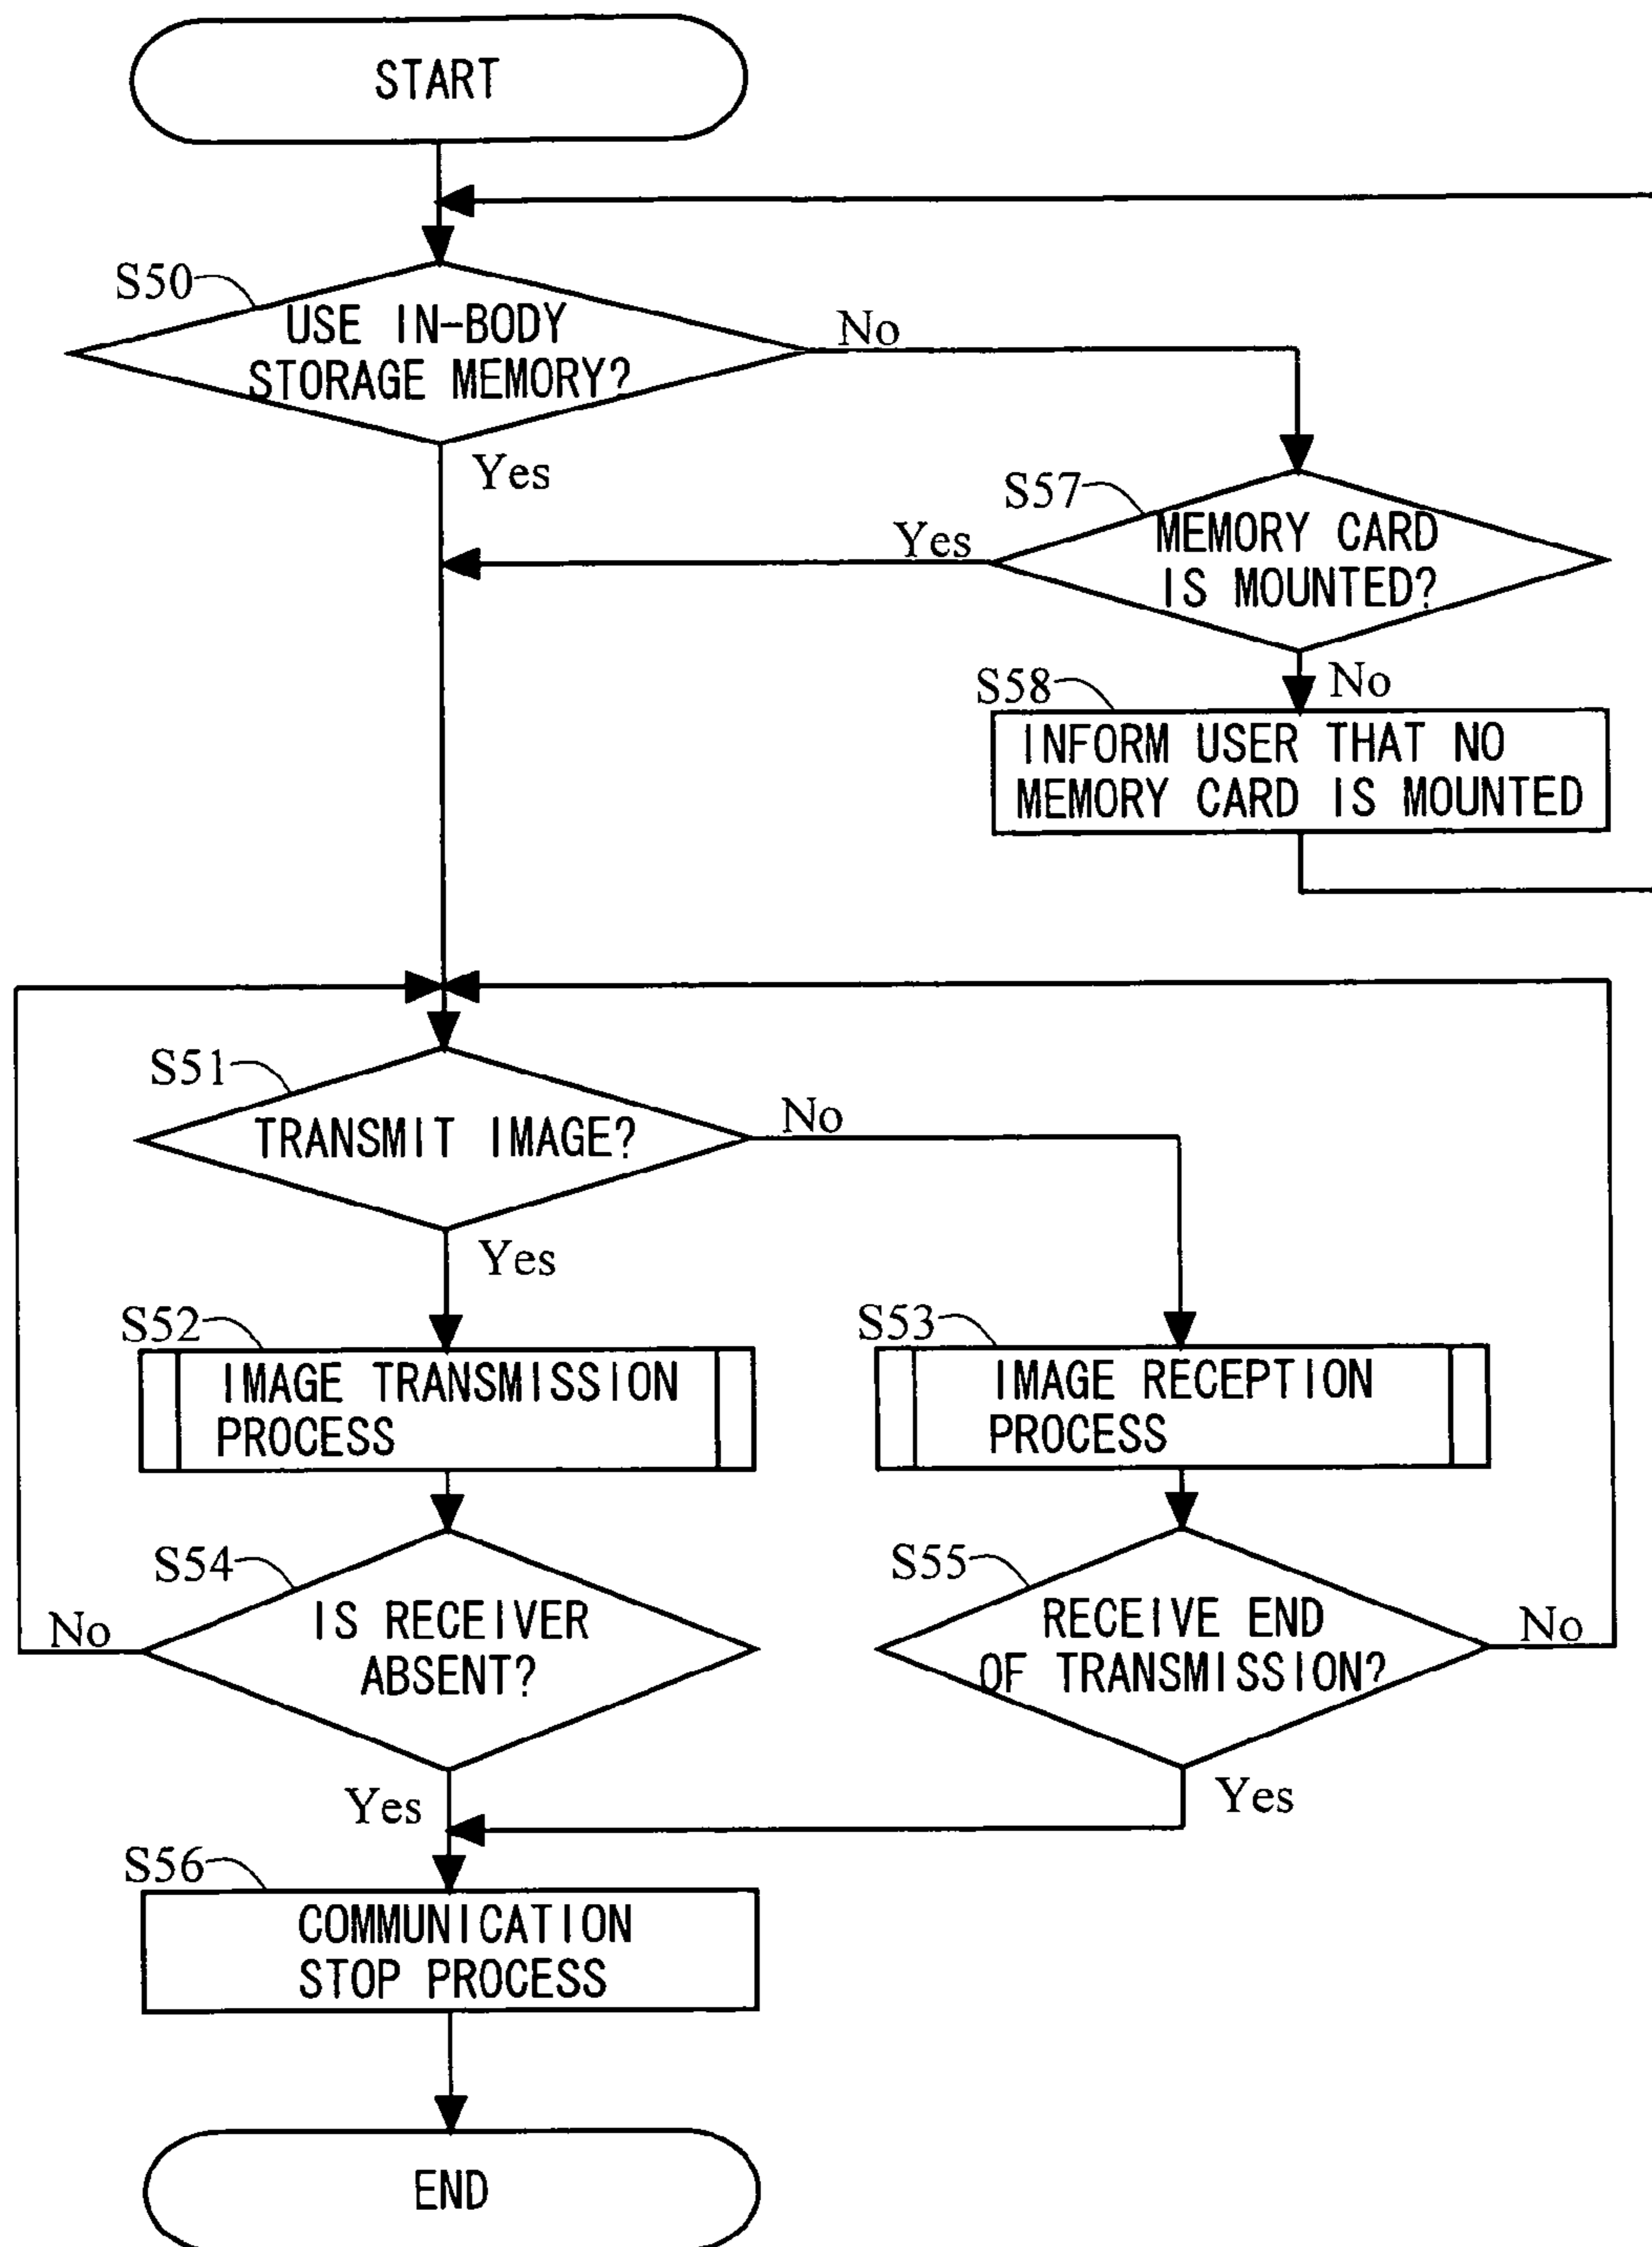 START
S50
USE IN-BODY
STORAGE MEMORY?
No
Yes
S57
MEMORY CARD
IS MOUNTED?
Yes
No
S58
INFORM USER THAT NO
MEMORY CARD IS MOUNTED
S51
TRANSMIT IMAGE?
No
Yes
S52
IMAGE TRANSMISSION
PROCESS
S53
IMAGE RECEPTION
PROCESS
S54
IS RECEIVER
ABSENT?
No
Yes
S55
RECEIVE END
OF TRANSMISSION?
No
Yes
S56
COMMUNICATION
STOP PROCESS
END